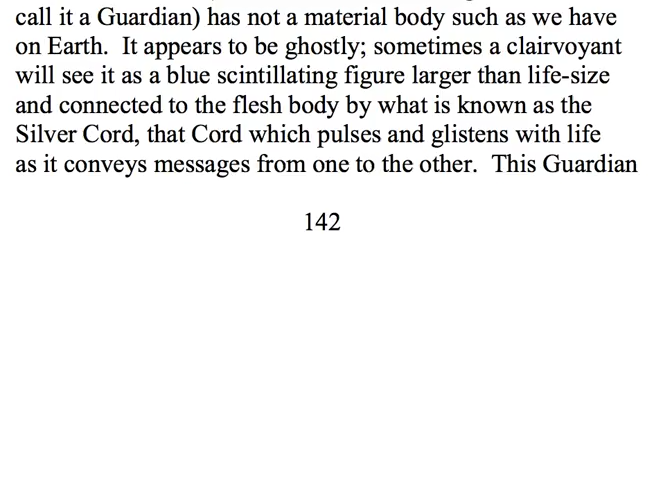 call it a Guardian) has not a material body such as we have
on Earth.  It appears to be ghostly; sometimes a clairvoyant
will see it as a blue scintillating figure larger than life-size
and connected to the flesh body by what is known as the
Silver Cord, that Cord which pulses and glistens with life
as it conveys messages from one to the other.  This Guardian
142